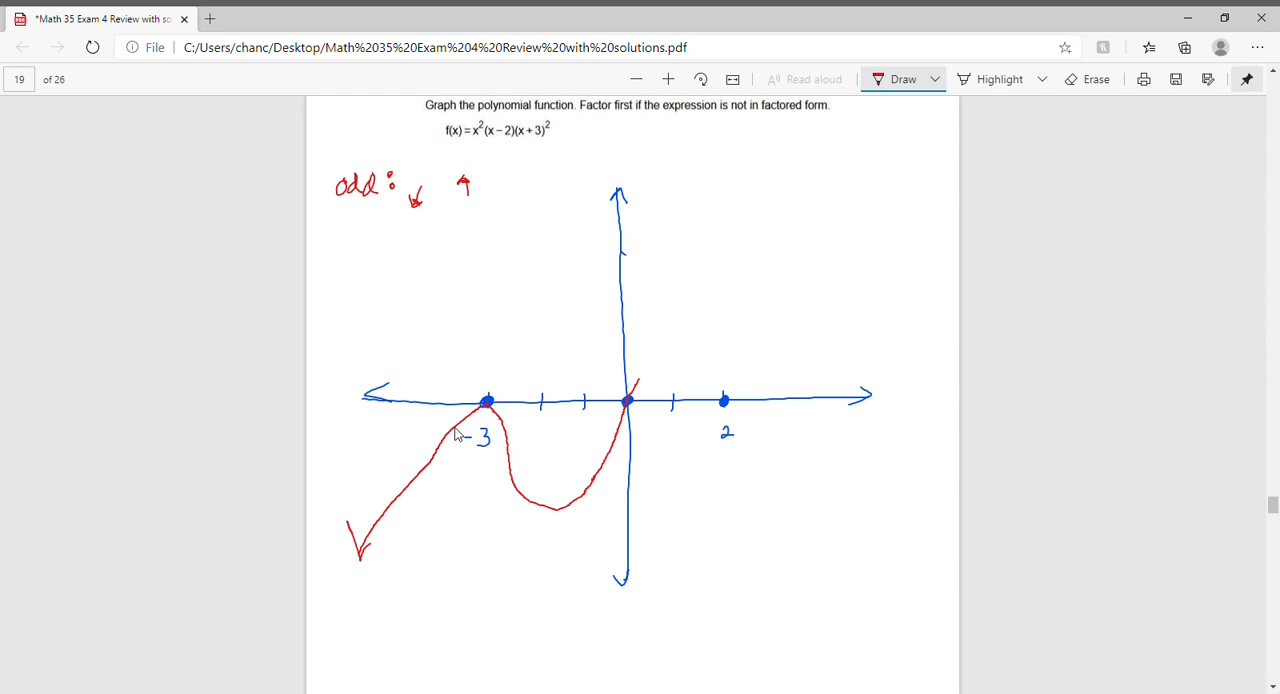 *Math 35 Exam 4 Review with so
File C:/Users/chanc/Desktop/Math%2035%20Exam%204%20Review%20with%20solutions.pdf
19 of 26 Read aloud Draw Highlight Erase
Graph the polynomial function. Factor first if the expression is not in factored form.
f(x)=x²(x−2)(x+3)²
odd:
-3
2